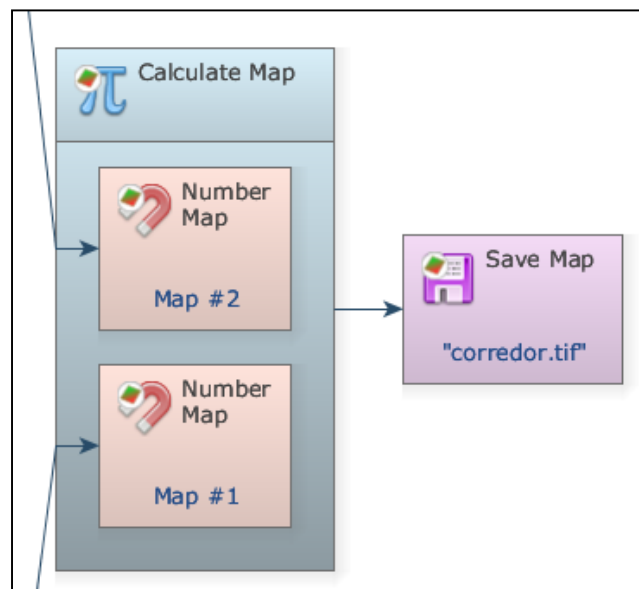 Calculate Map
Number
Map
Map #2
Save Map
"corredor.tif"
Number
Map
Map #1